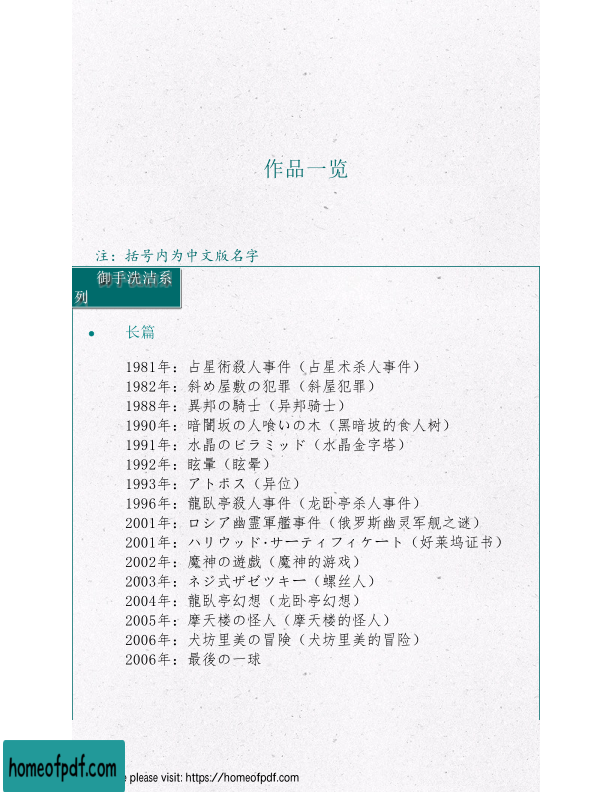 作品一览
注：括号内为中文版名字
御手洗洁系
列
• 长篇
1981年：占星術殺人事件（占星术杀人事件）
1982年：斜め屋敷の犯罪（斜屋犯罪）
1988年：異邦の騎士（异邦骑士）
1990年：暗闇坂の人喰いの木（黑暗坡的食人树）
1991年：水晶のピラミッド（水晶金字塔）
1992年：眩暈（眩晕）
1993年：アトポス（异位）
1996年：龍臥亭殺人事件（龙卧亭杀人事件）
2001年：ロシア幽霊軍艦事件（俄罗斯幽灵军舰之谜）
2001年：ハリウッド·サーティフィケート（好莱坞证书）
2002年：魔神の遊戯（魔神的游戏）
2003年：ネジ式ザゼツキー（螺丝人）
2004年：龍臥亭幻想（龙卧亭幻想）
2005年：摩天楼の怪人（摩天楼的怪人）
2006年：犬坊里美の冒険（犬坊里美的冒险）
2006年：最後の一球
homeofpdf.com
please visit: https://homeofpdf.com